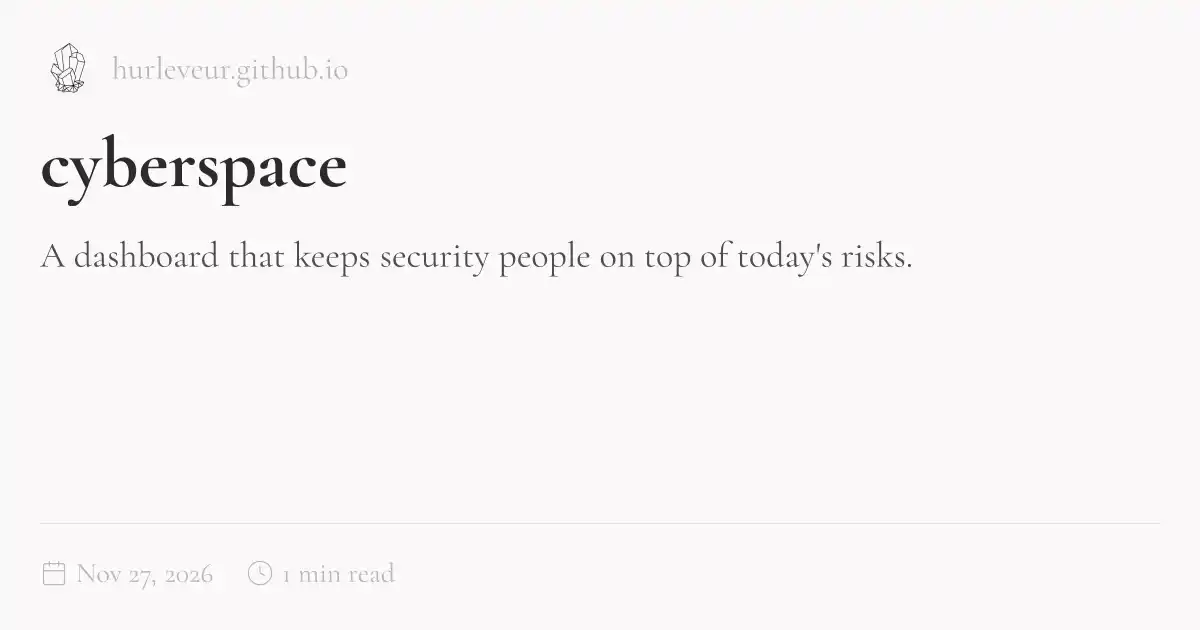 hurleveur.github.io
cyberspace
A dashboard that keeps security people on top of today's risks.
Nov 27, 2026 1 min read